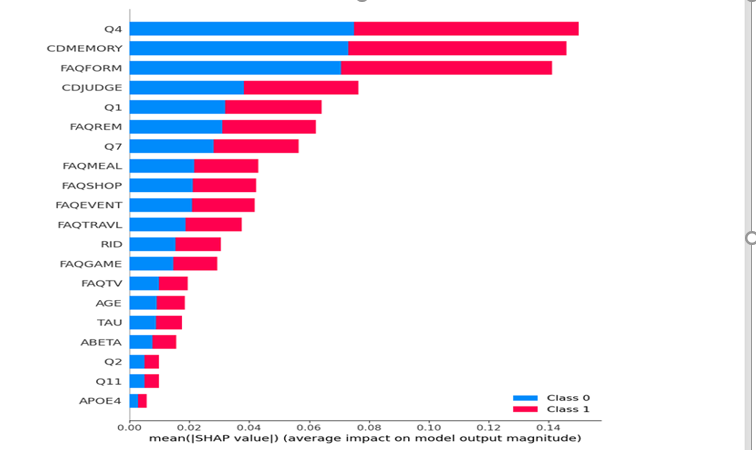 Q4
CDMEMORY
FAQFORM
CDJUDGE
Q1
FAQREM
Q7
FAQMEAL
FAQSHOP
FAQEVENT
FAQTRAVL
RID
FAQGAME
FAQTV
AGE
TAU
ABETA
Q2
Q11
APOE4
Class 0
Class 1
0.00 0.02 0.04 0.06 0.08 0.10 0.12 0.14
mean(|SHAP value|) (average impact on model output magnitude)